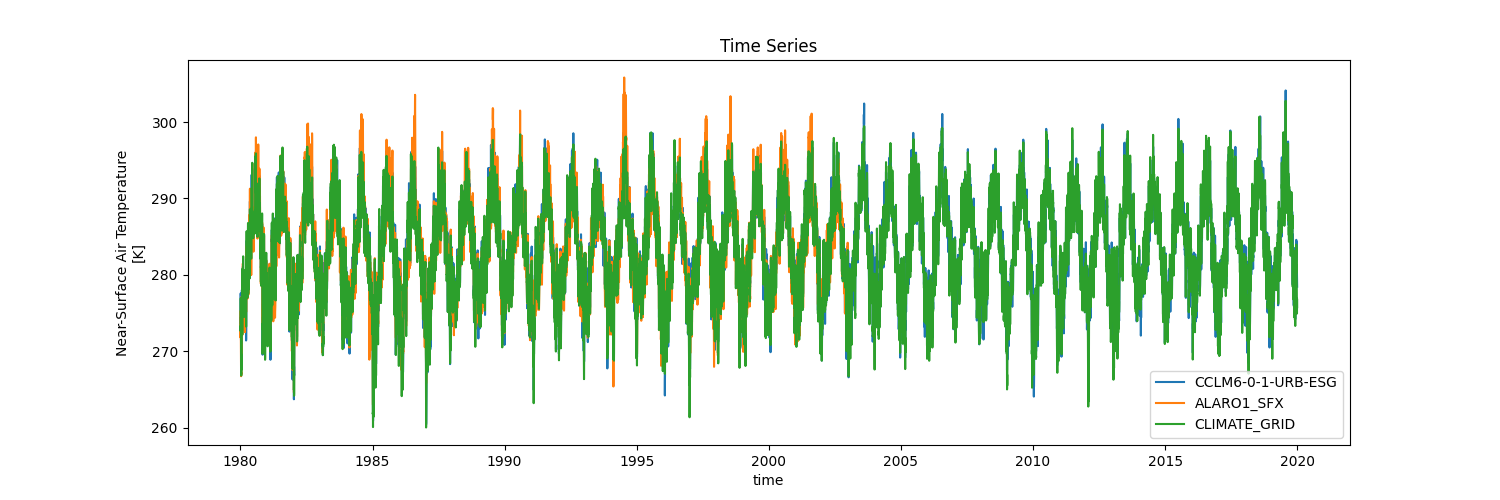 Time Series
Near-Surface Air Temperature
[K]
300
290
280
270
260
1980
1985
1990
1995
2000
2005
2010
2015
2020
time
CCLM6-0-1-URB-ESG
ALARO1_SFX
CLIMATE_GRID